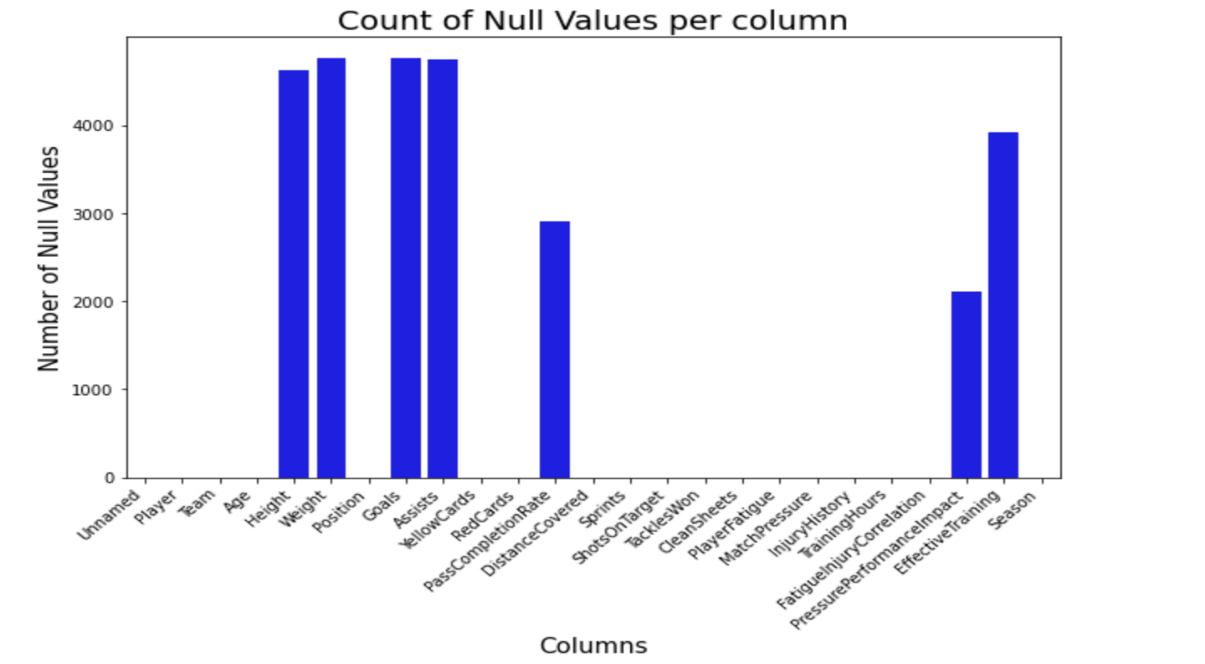 Count of Null Values per column
Number of Null Values
4000
3000
2000
1000
0
Unnamed
Player
Team
Age
Height
Weight
Position
Goals
Assists
YellowCards
RedCards
PassCompletionRate
DistanceCovered
Sprints
ShotsOnTarget
TacklesWon
CleanSheets
PlayerFatigue
MatchPressure
InjuryHistory
TrainingHours
FatigueInjuryCorrelation
PressurePerformanceImpact
EffectiveTraining
Season
Columns